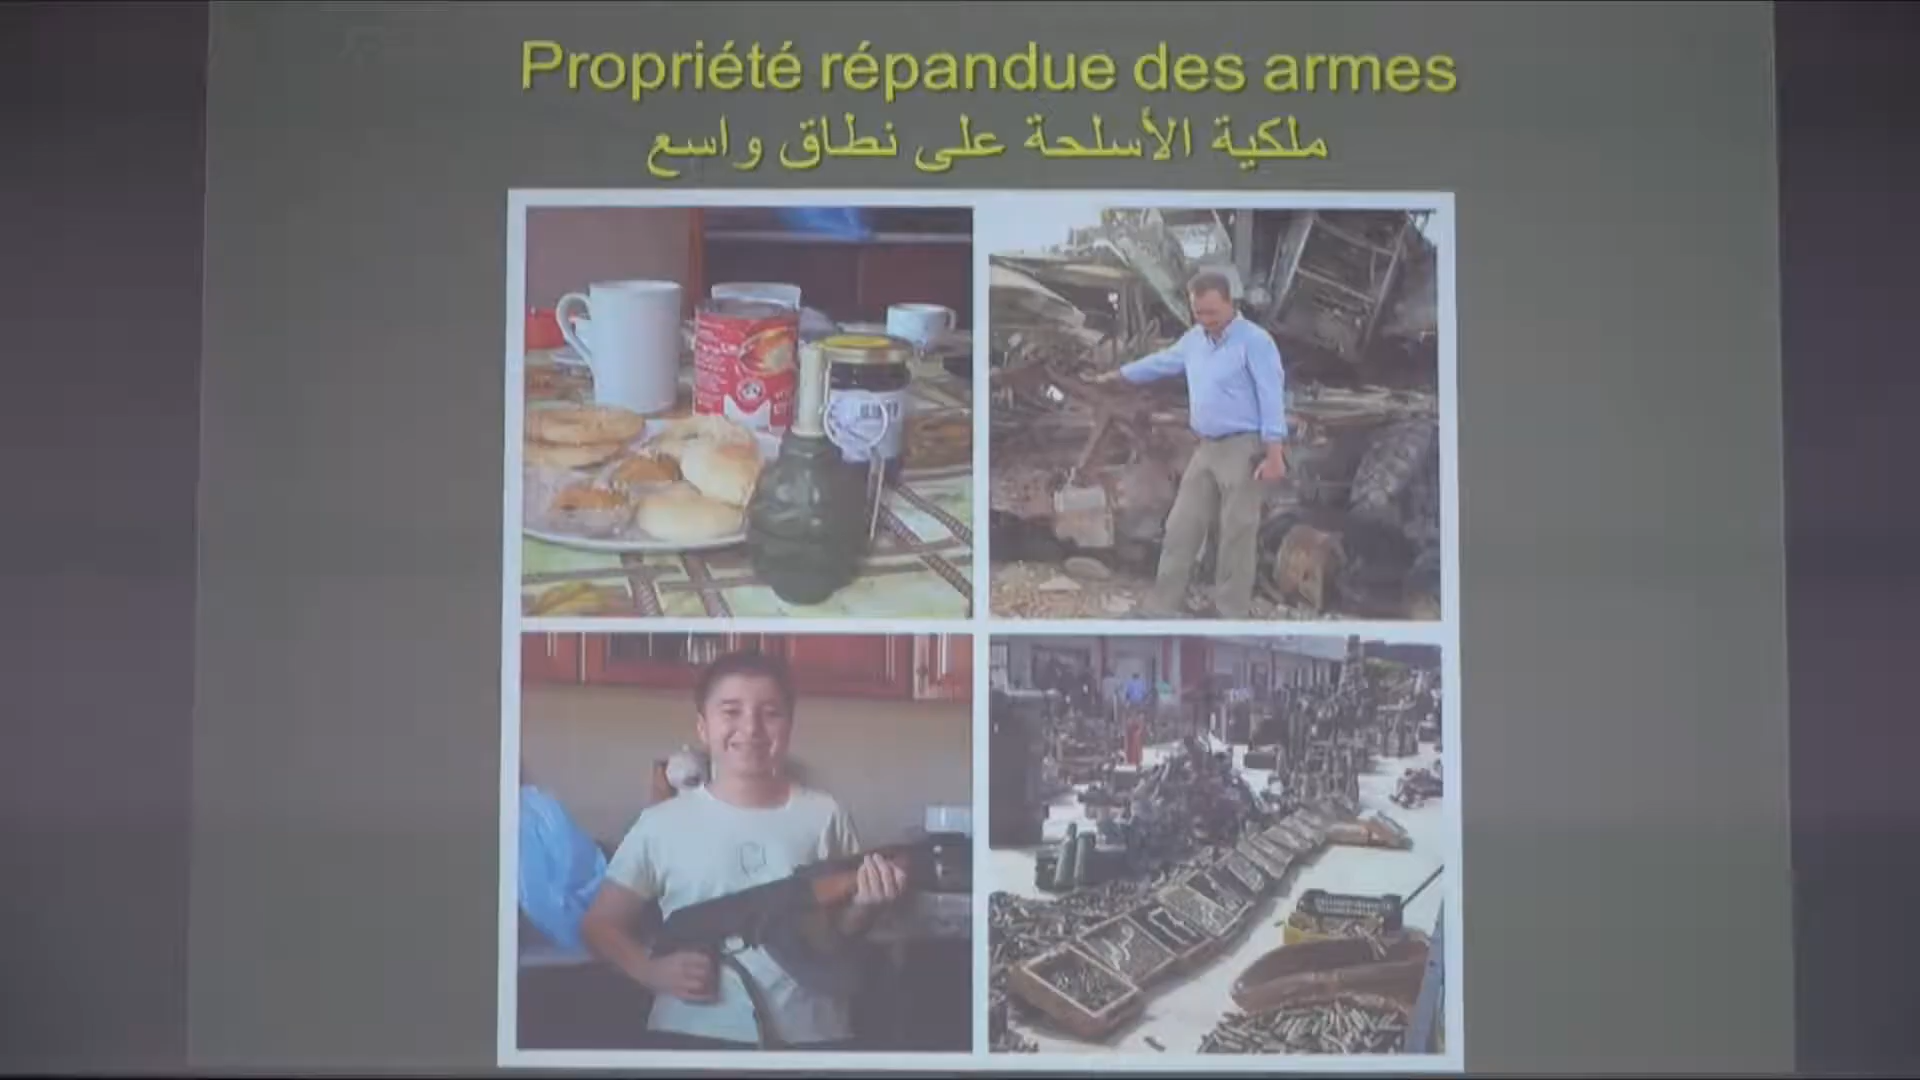 Propriété répandue des armes
ملكية الأسلحة على نطاق واسع